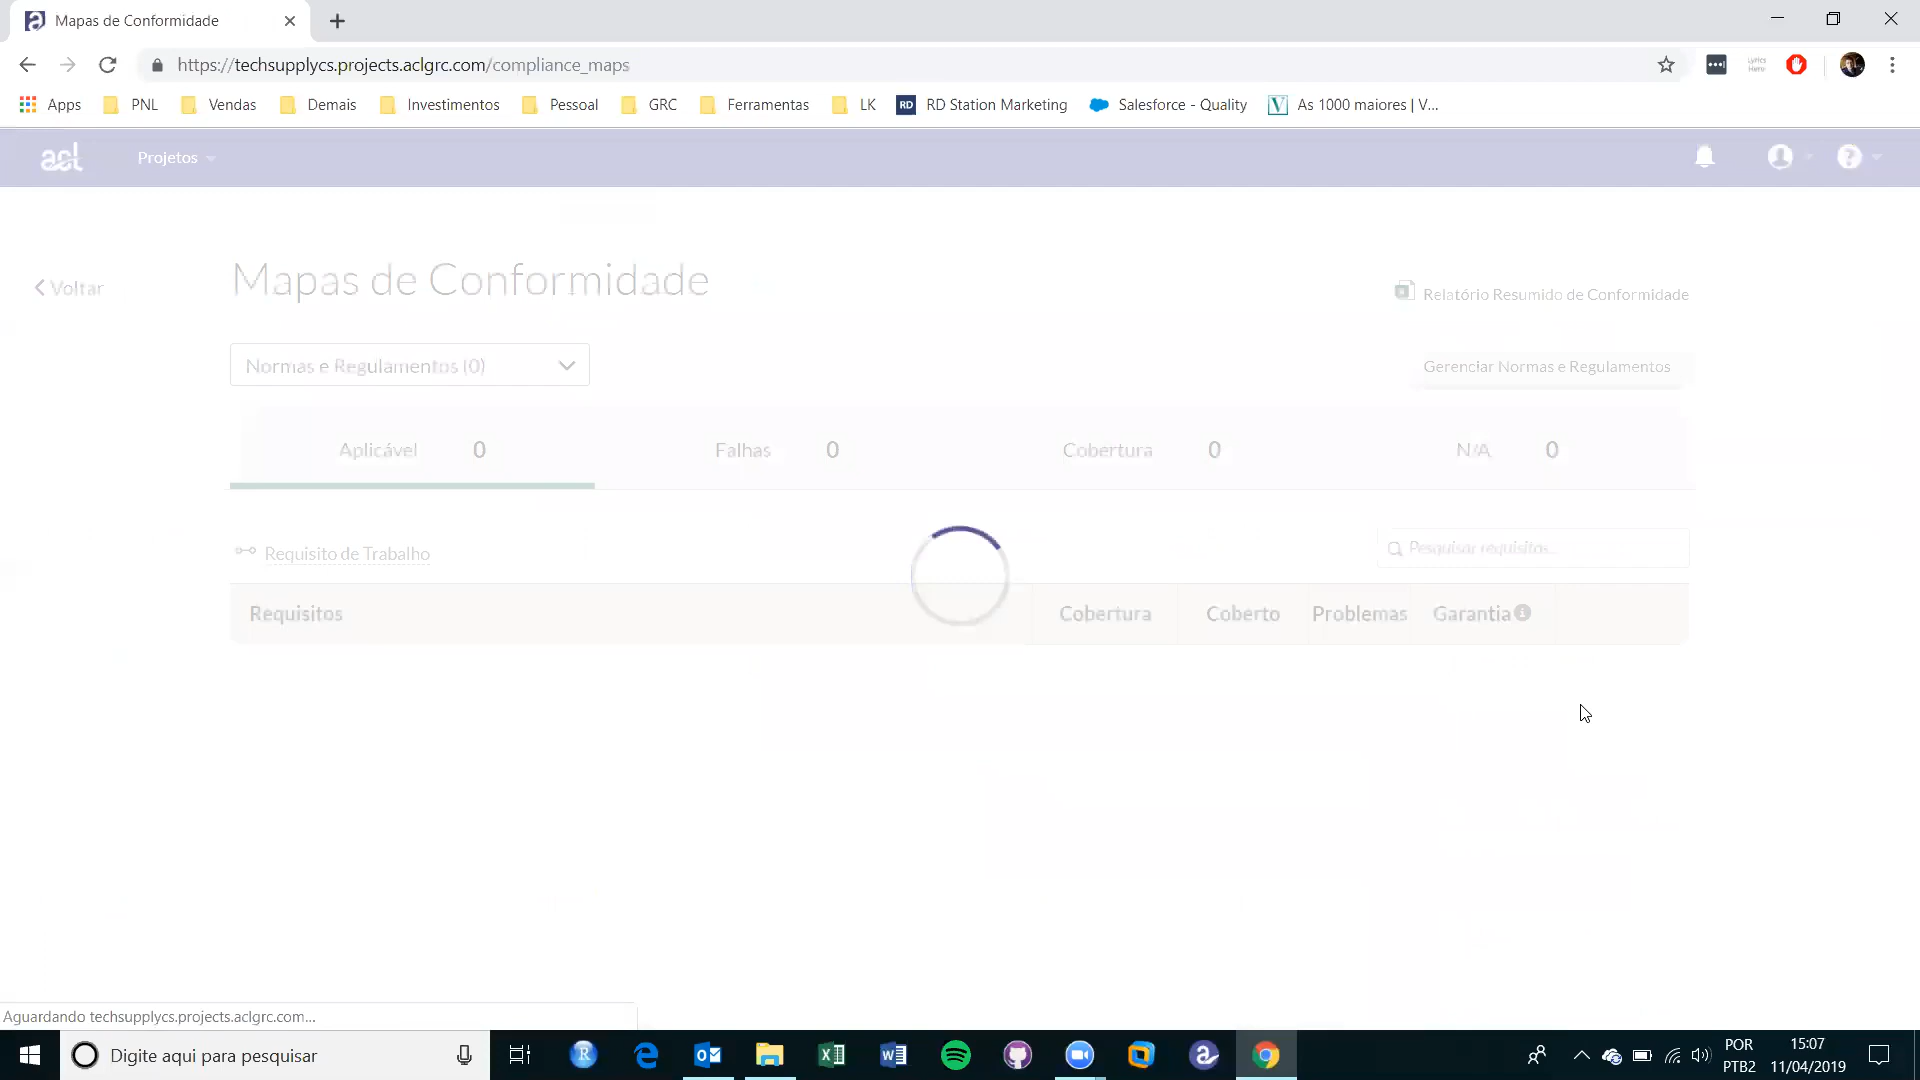 Mapas de Conformidade
https://techsupplycs.projects.aclgrc.com/compliance_maps
Apps PNL Vendas Demais Investimentos Pessoal GRC Ferramentas LK RD RD Station Marketing Salesforce - Quality V As 1000 maiores | V...
acl Projetos
Voltar
Mapas de Conformidade
Relatório Resumido de Conformidade
Normas e Regulamentos (0)
Gerenciar Normas e Regulamentos
Aplicável 0 Falhas 0 Cobertura 0 N/A 0
Requisito de Trabalho
Pesquisar requisitos...
Requisitos Cobertura Coberto Problemas Garantia
Aguardando techsupplycs.projects.aclgrc.com...
Digite aqui para pesquisar
POR
PTB2
15:07
11/04/2019